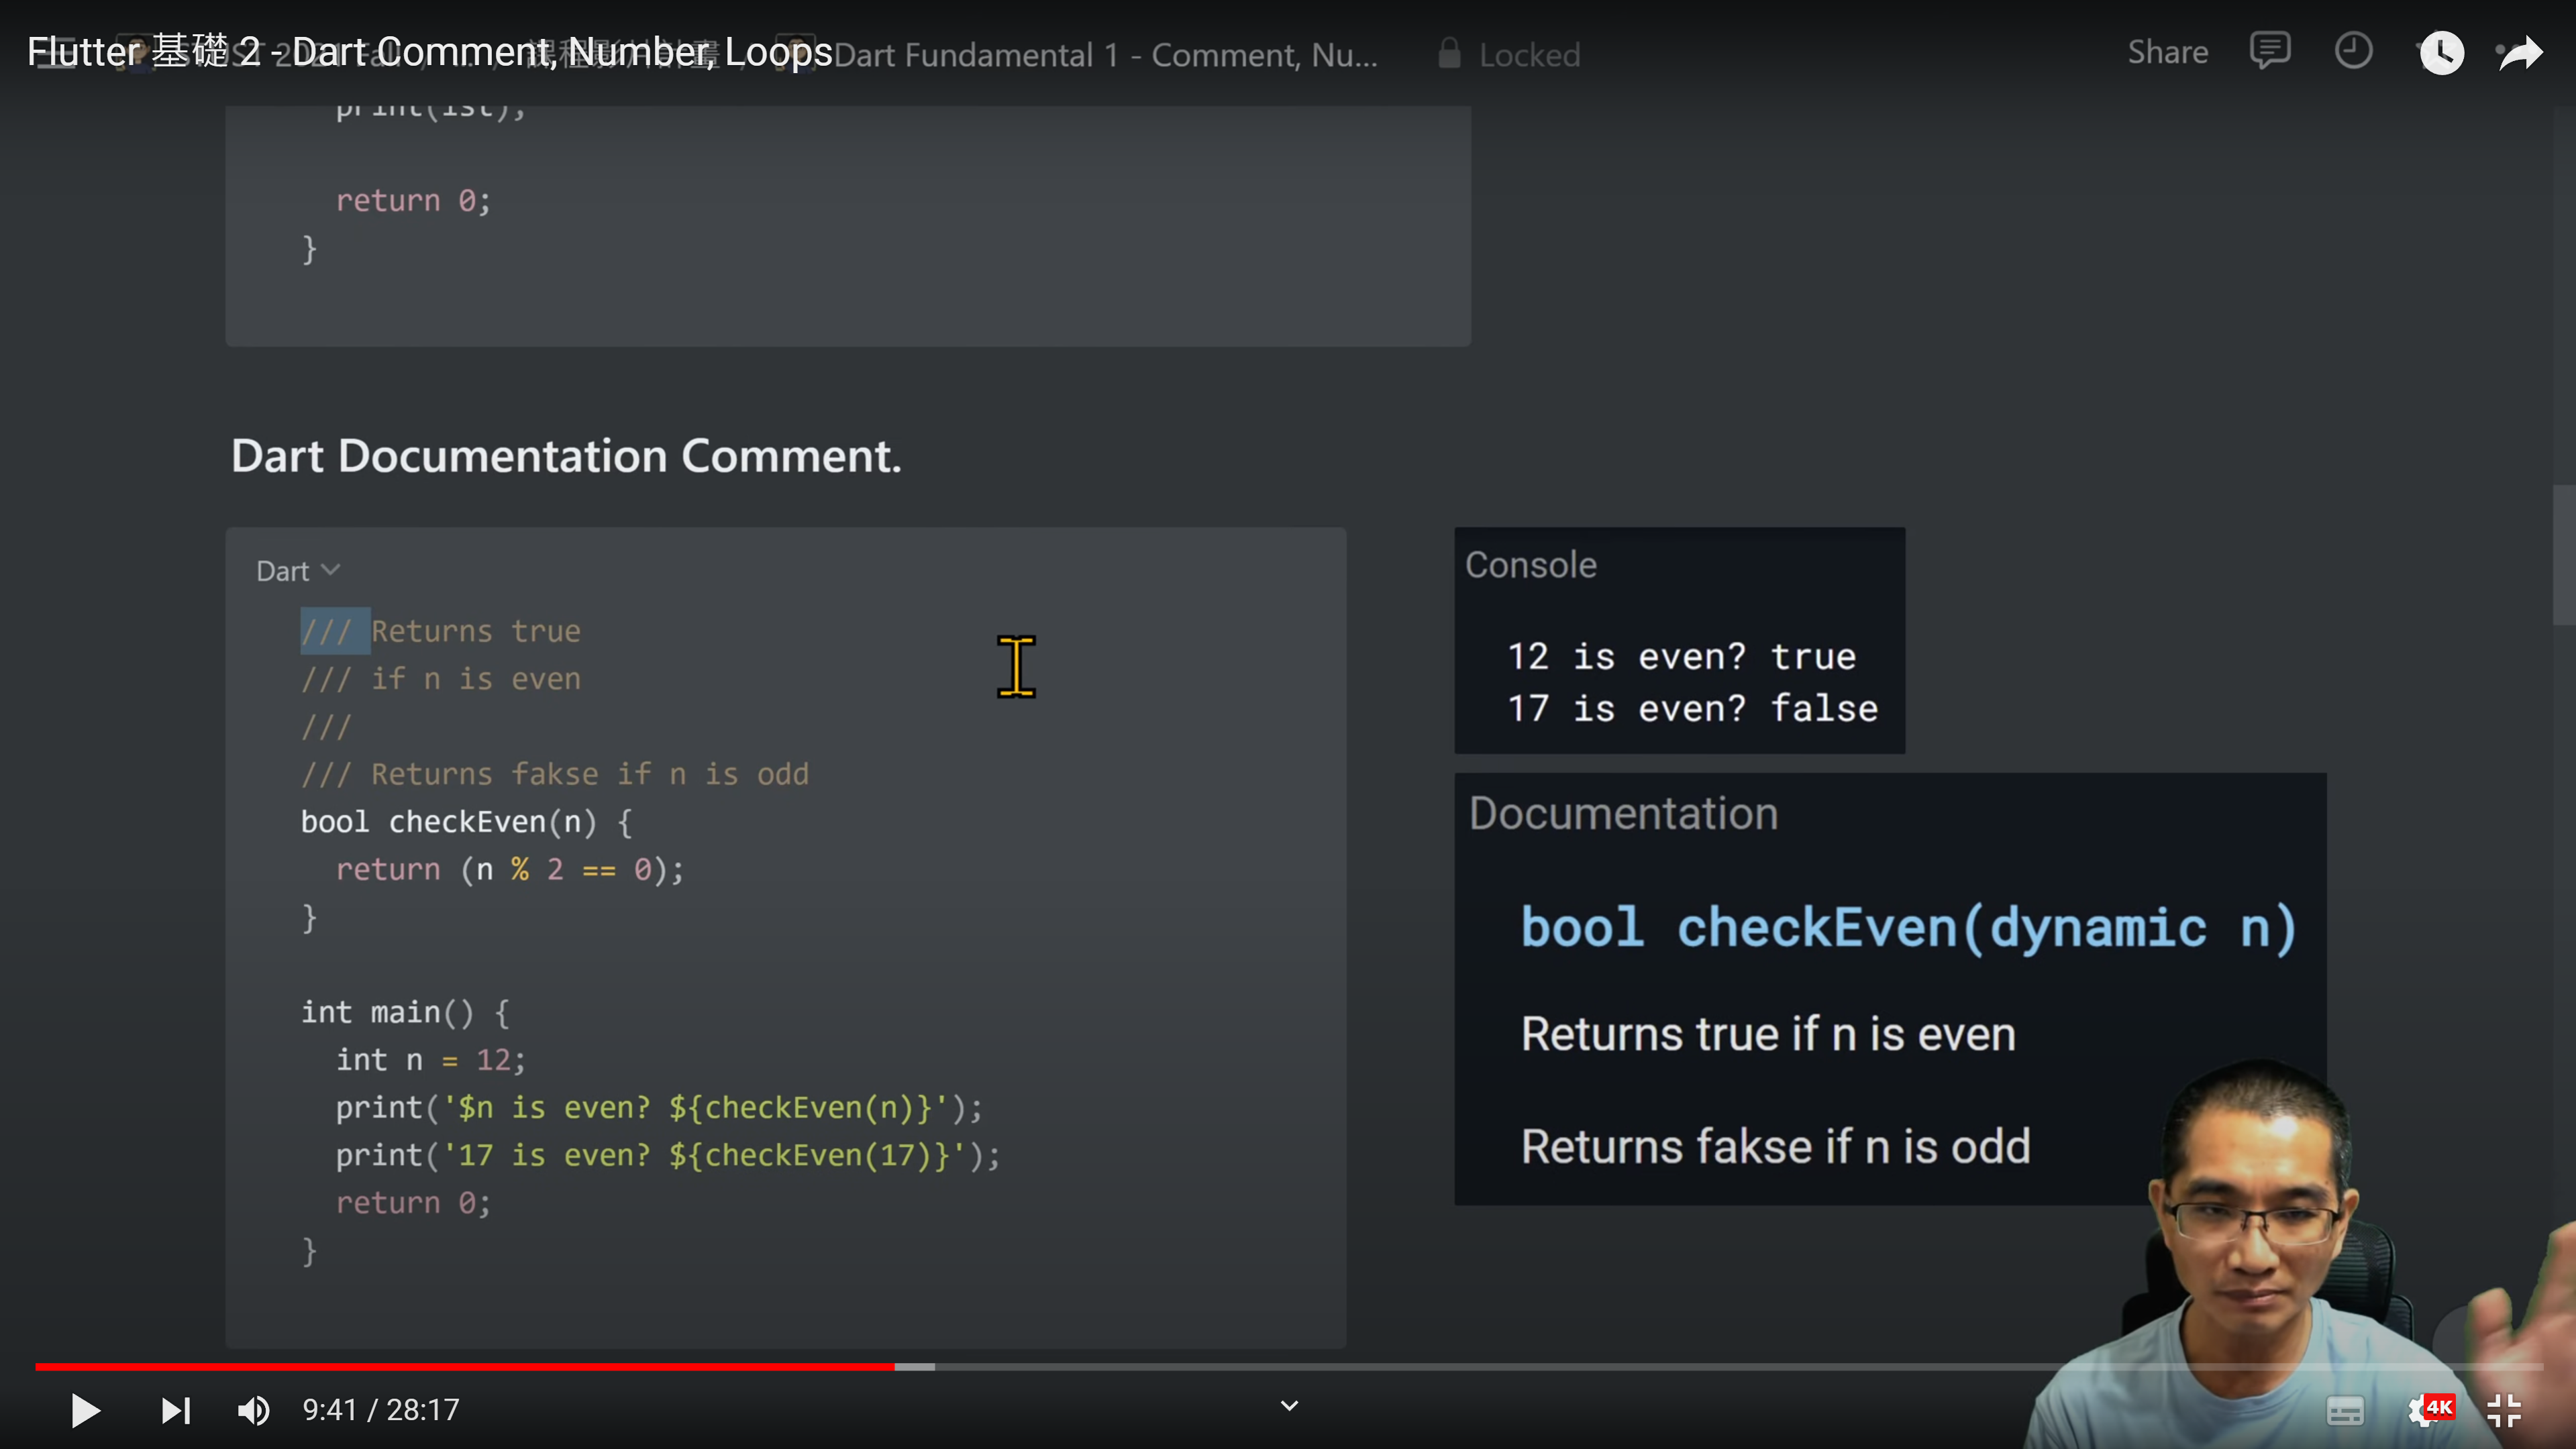 Flutter 基礎 2 - Dart Comment, Number, Loops
Dart Fundamental 1 - Comment, Nu...
Locked
Share
print(1st);
return 0;
}
Dart Documentation Comment.
Dart
/// Returns true
/// if n is even
///
/// Returns fakse if n is odd
bool checkEven(n) {
return (n % 2 == 0);
}
int main() {
int n = 12;
print('$n is even? ${checkEven(n)}');
print('17 is even? ${checkEven(17)}');
return 0;
}
Console
12 is even? true
17 is even? false
Documentation
bool checkEven(dynamic n)
Returns true if n is even
Returns fakse if n is odd
9:41 / 28:17
4K